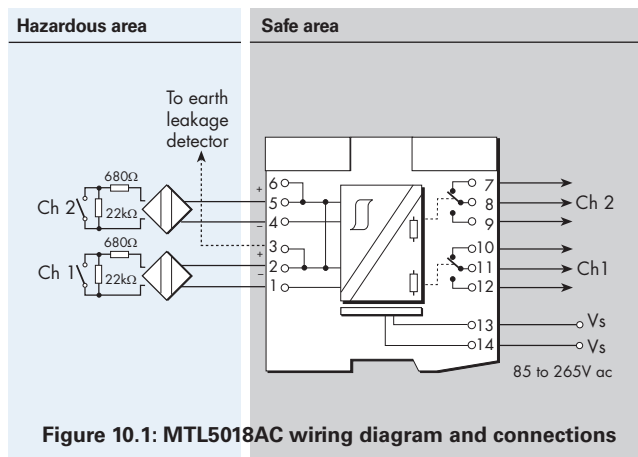 Hazardous area
Safe area
To earth
leakage
detector
680Ω
Ch 2
22kΩ
680Ω
Ch 1
22kΩ
+
–
+
–
6
5
4
3
2
1
7
8
9
10
11
12
13
14
Ch 2
Ch1
Vs
Vs
85 to 265V ac
Figure 10.1: MTL5018AC wiring diagram and connections